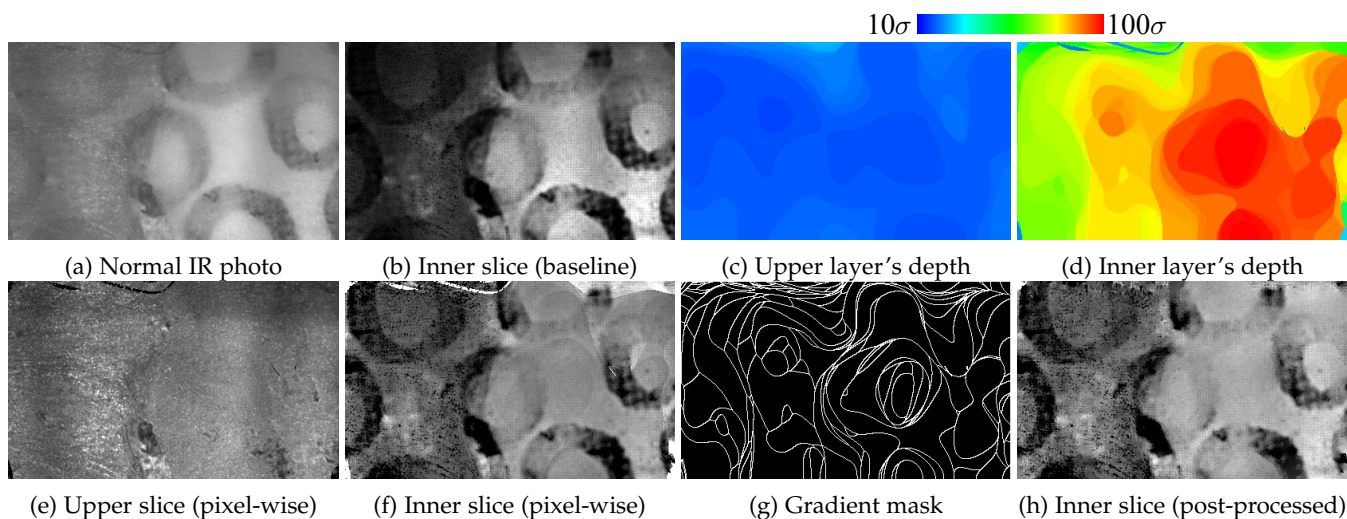 10σ 100σ
(a) Normal IR photo (b) Inner slice (baseline) (c) Upper layer's depth (d) Inner layer's depth
(e) Upper slice (pixel-wise) (f) Inner slice (pixel-wise) (g) Gradient mask (h) Inner slice (post-processed)